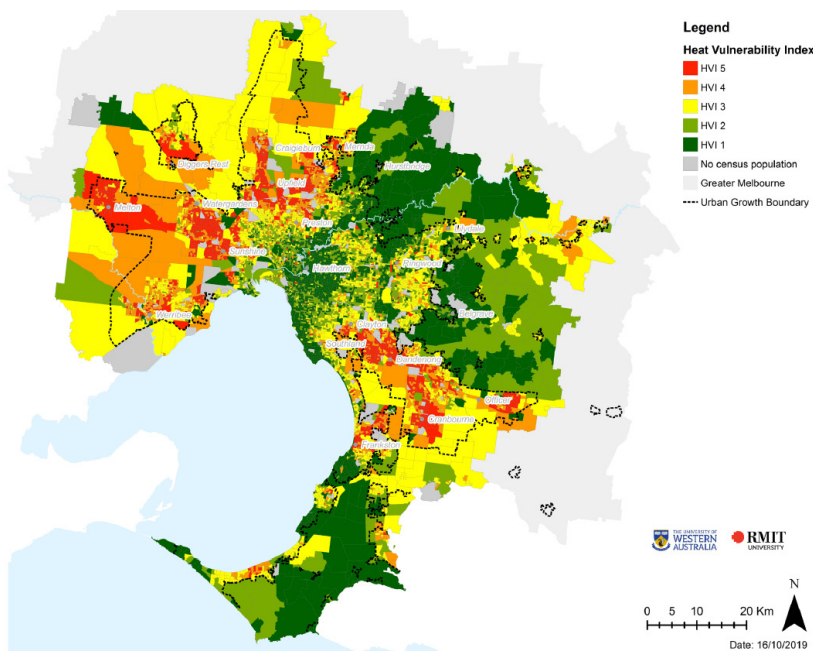 Legend
Heat Vulnerability Index
HVI 5
HVI 4
HVI 3
HVI 2
HVI 1
No census population
Greater Melbourne
Urban Growth Boundary
Craigieburn
Mernda
Diggers Rest
Upfield
Hurstbridge
Melton
Watergardens
Preston
Lilydale
Sunshine
Hawthorn
Ringwood
Werribee
Belgrave
Clayton
Southland
Dandenong
Officer
Cranbourne
Frankston
THE UNIVERSITY OF
WESTERN
AUSTRALIA
RMIT
UNIVERSITY
N
0 5 10 20 Km
Date: 16/10/2019